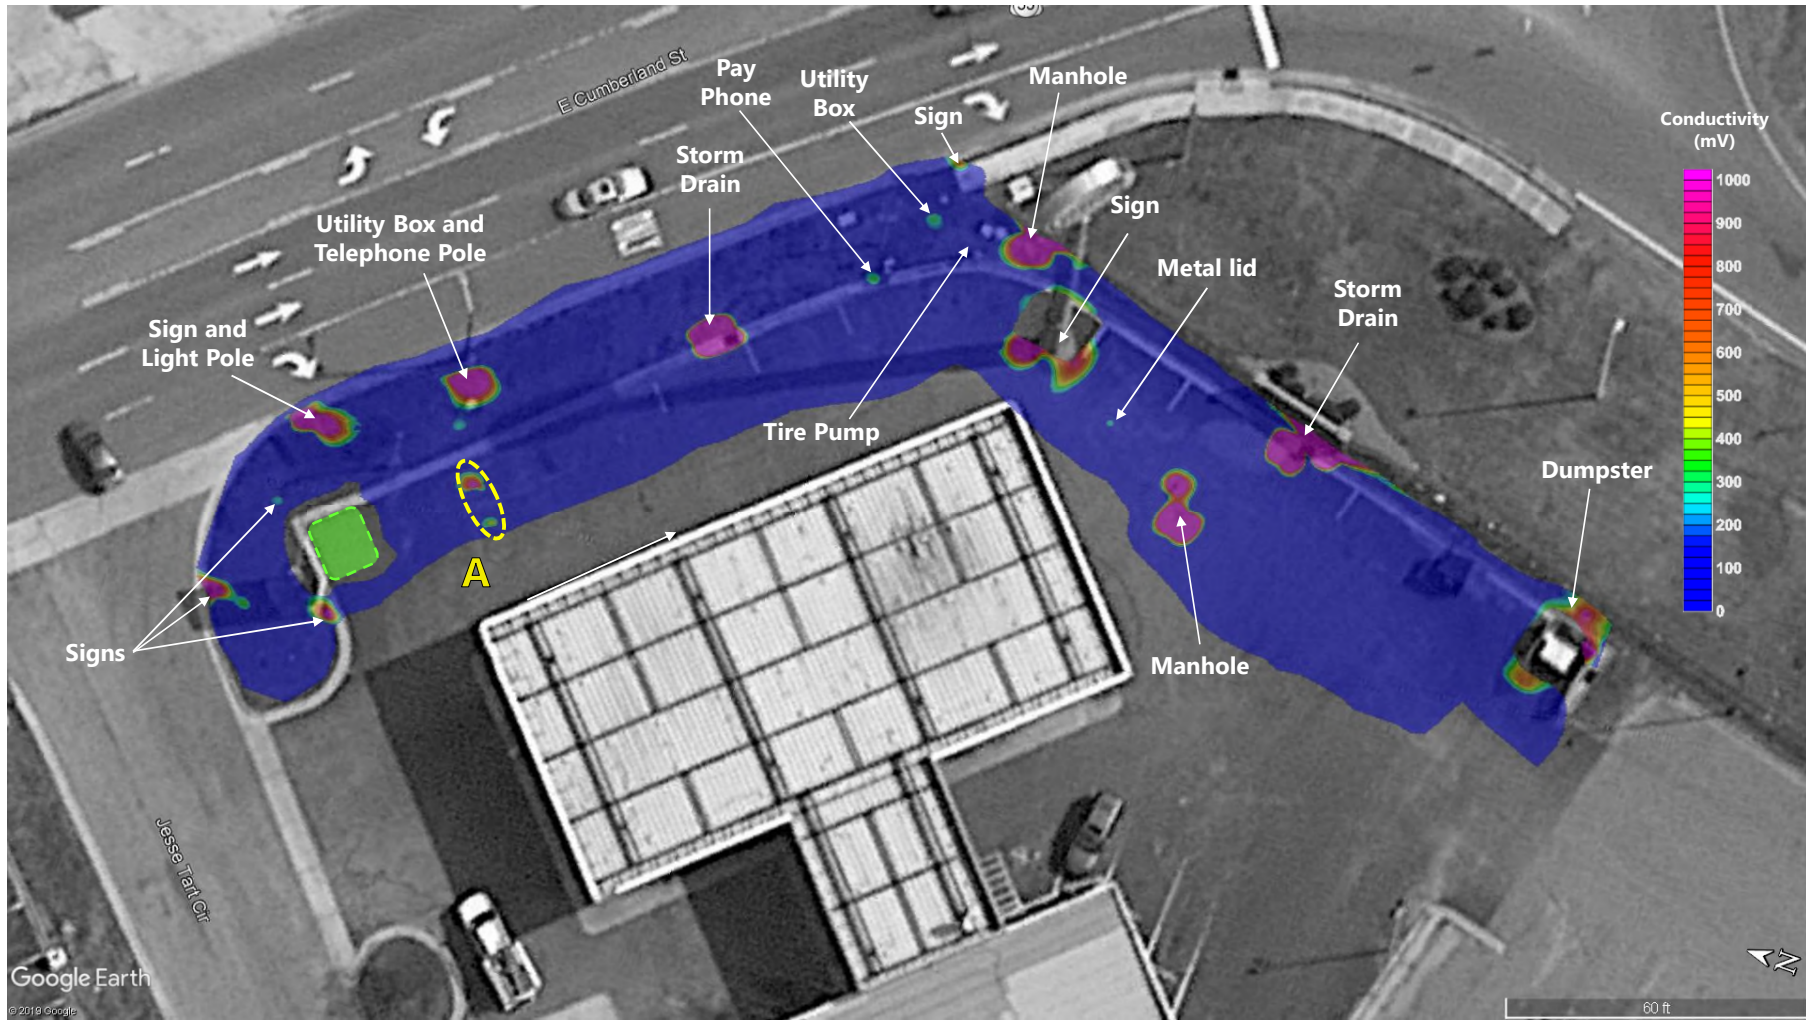 55
E Cumberland St
Pay
Phone
Utility
Box
Manhole
Sign
Storm
Drain
Conductivity
(mV)
1000
900
800
700
600
500
400
300
200
100
0
Utility Box and
Telephone Pole
Sign
Metal lid
Storm
Drain
Sign and
Light Pole
Tire Pump
Dumpster
A
Signs
Manhole
Jesse Tart Cir
Google Earth
© 2019 Google
N
60 ft